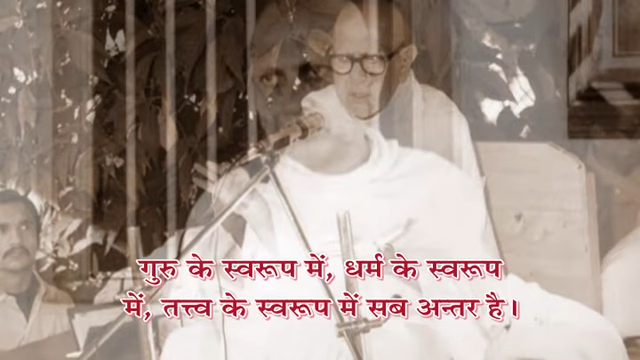 गुरु के स्वरूप में, धर्म के स्वरूप
में, तत्त्व के स्वरूप में सब अन्तर है।